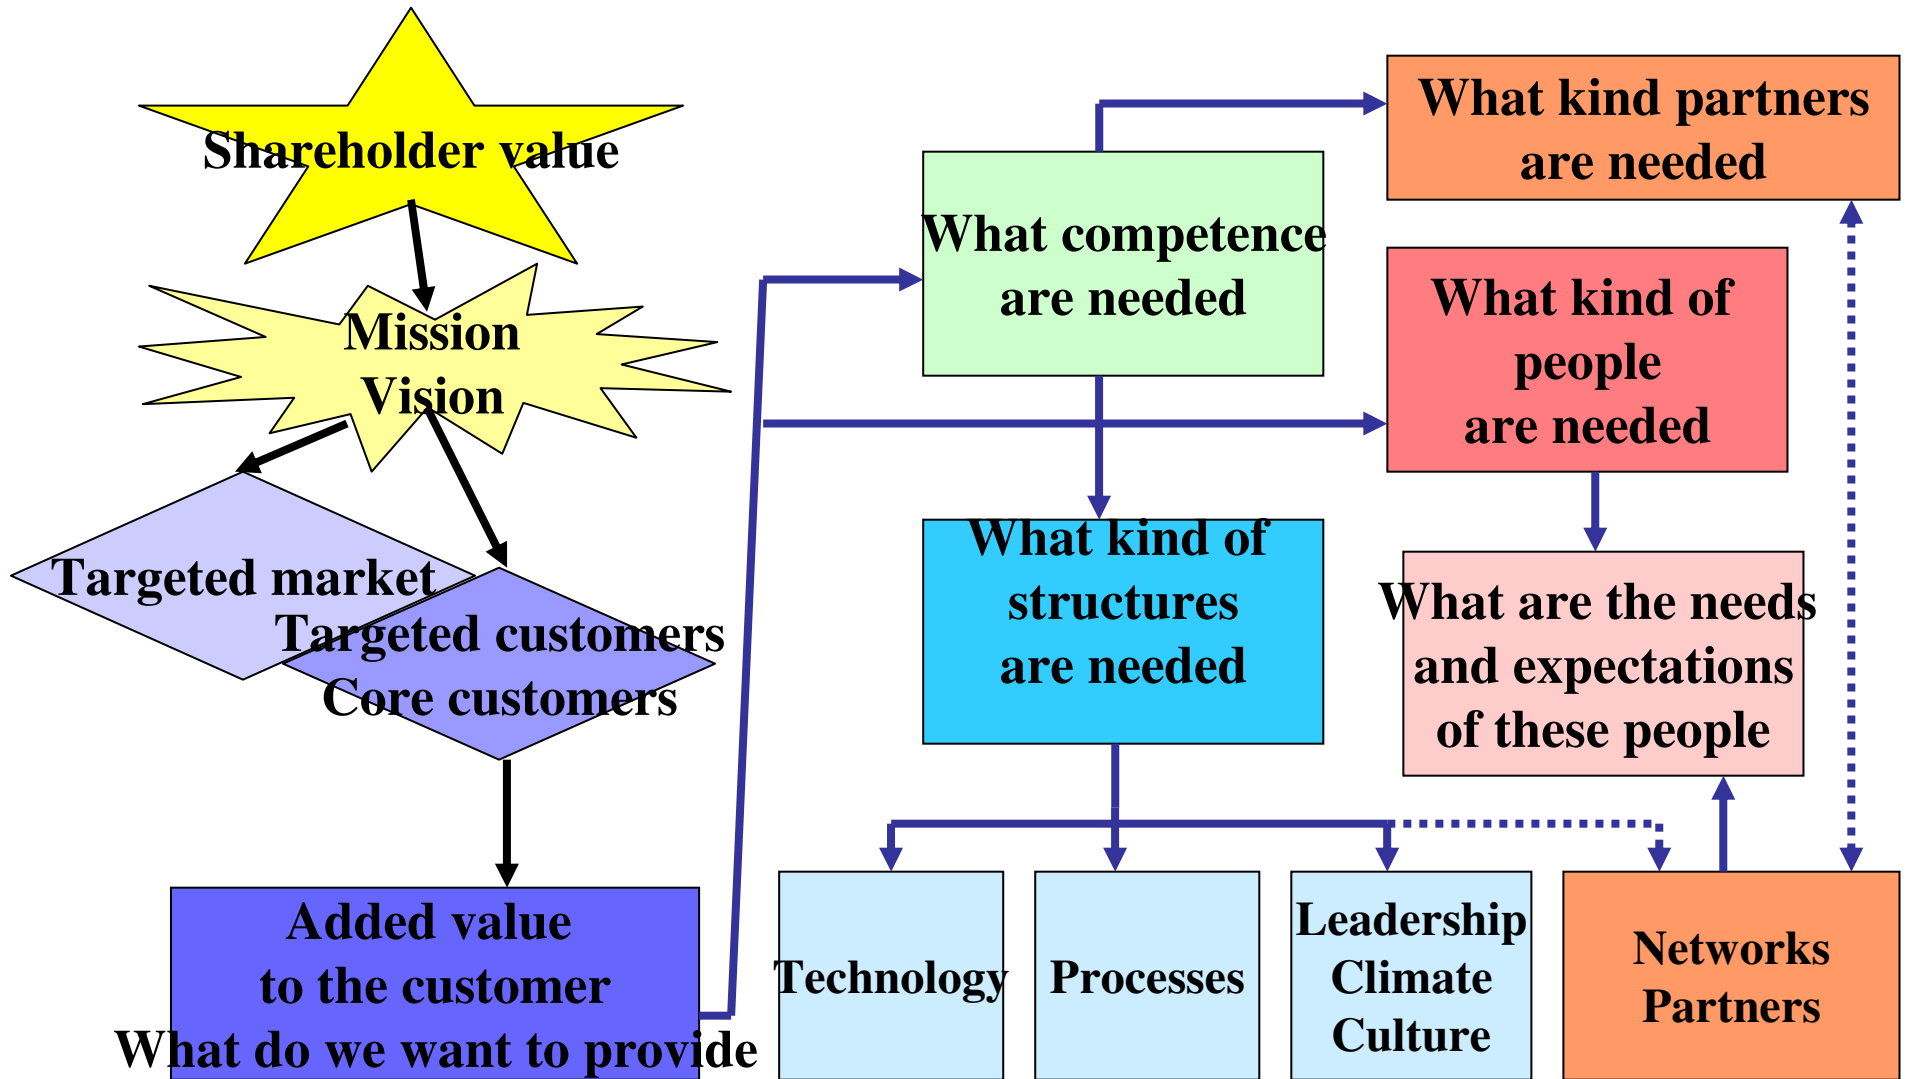 Shareholder value
Mission
Vision
Targeted market
Targeted customers
Core customers
Added value
to the customer
What do we want to provide
What competence
are needed
What kind of
structures
are needed
Technology
Processes
Leadership
Climate
Culture
What kind partners
are needed
What kind of
people
are needed
What are the needs
and expectations
of these people
Networks
Partners